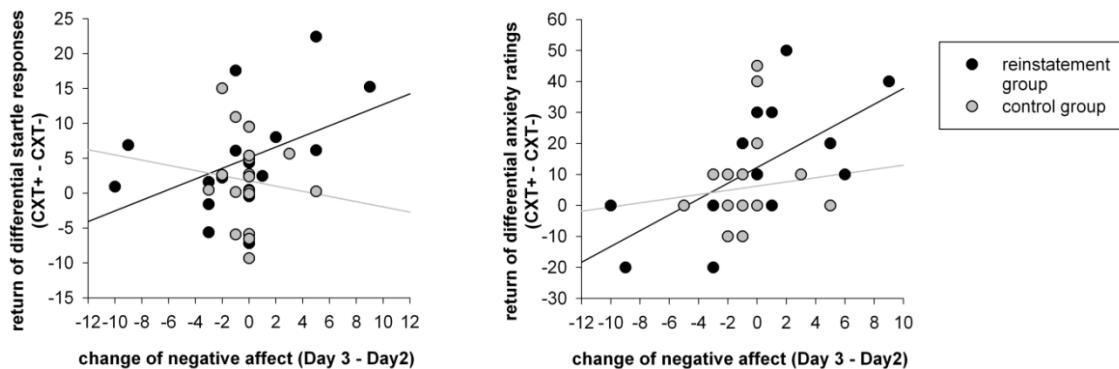 return of differential startle responses
(CXT+ - CXT-)
25
20
15
10
5
0
-5
-10
-15
-12 -10 -8 -6 -4 -2 0 2 4 6 8 10 12
change of negative affect (Day 3 - Day2)
return of differential anxiety ratings
(CXT+ - CXT-)
60
50
40
30
20
10
0
-10
-20
-30
-12 -10 -8 -6 -4 -2 0 2 4 6 8 10
change of negative affect (Day 3 - Day2)
reinstatement
group
control group